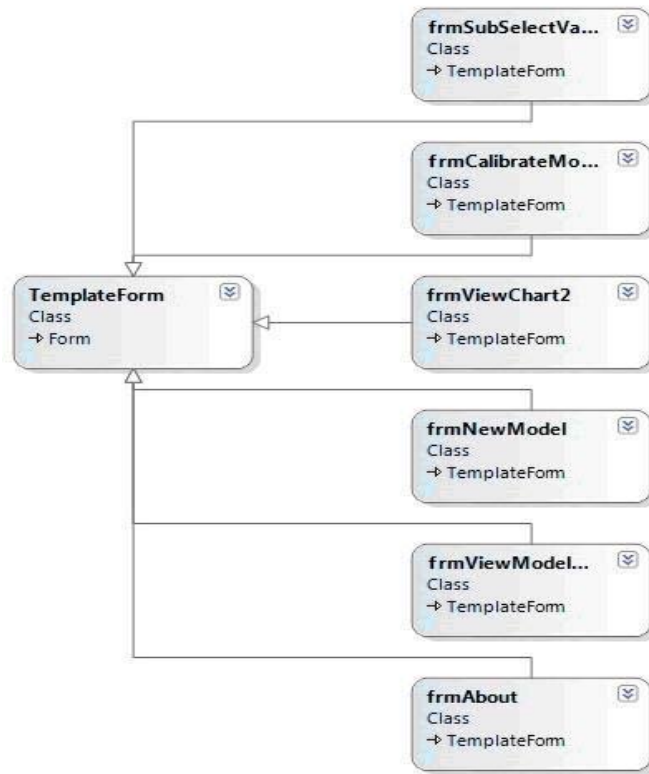 frmSubSelectVa...
Class
TemplateForm
frmCalibrateMo...
Class
TemplateForm
TemplateForm
Class
Form
frmViewChart2
Class
TemplateForm
frmNewModel
Class
TemplateForm
frmViewModel...
Class
TemplateForm
frmAbout
Class
TemplateForm